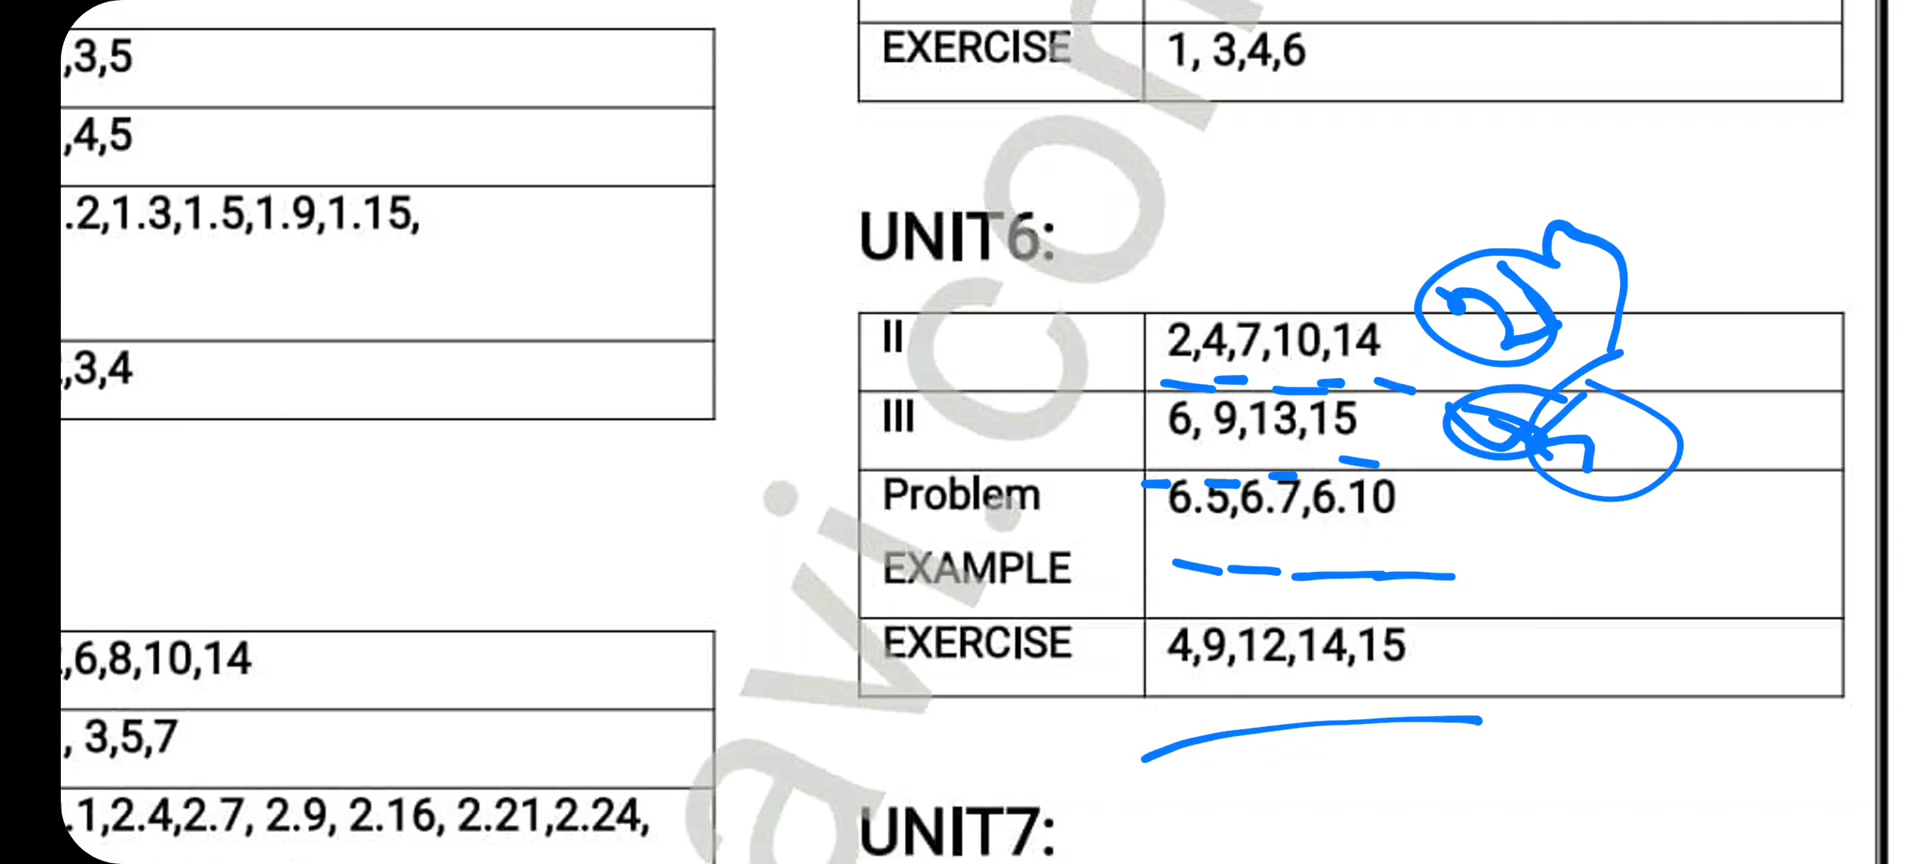 ,3,5
,4,5
.2,1.3,1.5,1.9,1.15,
,3,4
,6,8,10,14
, 3,5,7
.1,2.4,2.7, 2.9, 2.16, 2.21,2.24,
EXERCISE 1, 3,4,6
UNIT6:
II 2,4,7,10,14
III 6, 9,13,15
Problem 6.5,6.7,6.10
EXAMPLE
EXERCISE 4,9,12,14,15
UNIT7:
avi.com